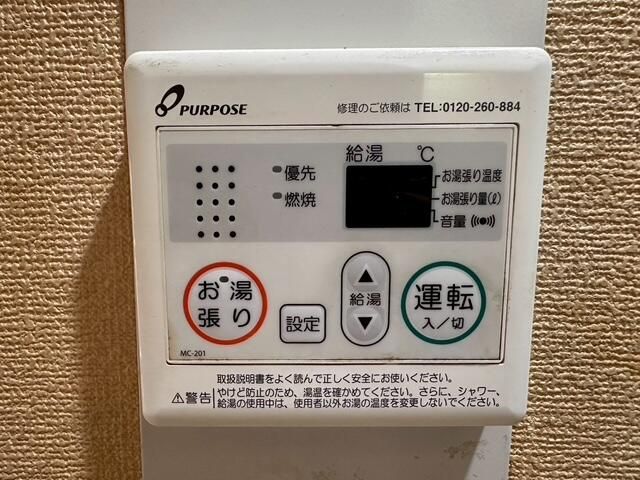 PURPOSE
修理のご依頼は TEL:0120-260-884
給湯 ℃
優先
燃焼
お湯張り温度
お湯張り量(ℓ)
音量
お湯張り
設定
給湯
運転
入/切
MC-201
取扱説明書をよく読んで正しく安全にお使いください。
警告
やけど防止のため、湯温を確かめてください。さらに、シャワー、
給湯の使用中は、使用者以外お湯の温度を変更しないでください。